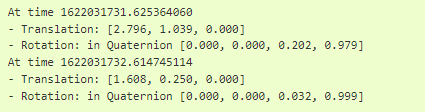 At time 1622031731.625364060
- Translation: [2.796, 1.039, 0.000]
- Rotation: in Quaternion [0.000, 0.000, 0.202, 0.979]
At time 1622031732.614745114
- Translation: [1.608, 0.250, 0.000]
- Rotation: in Quaternion [0.000, 0.000, 0.032, 0.999]